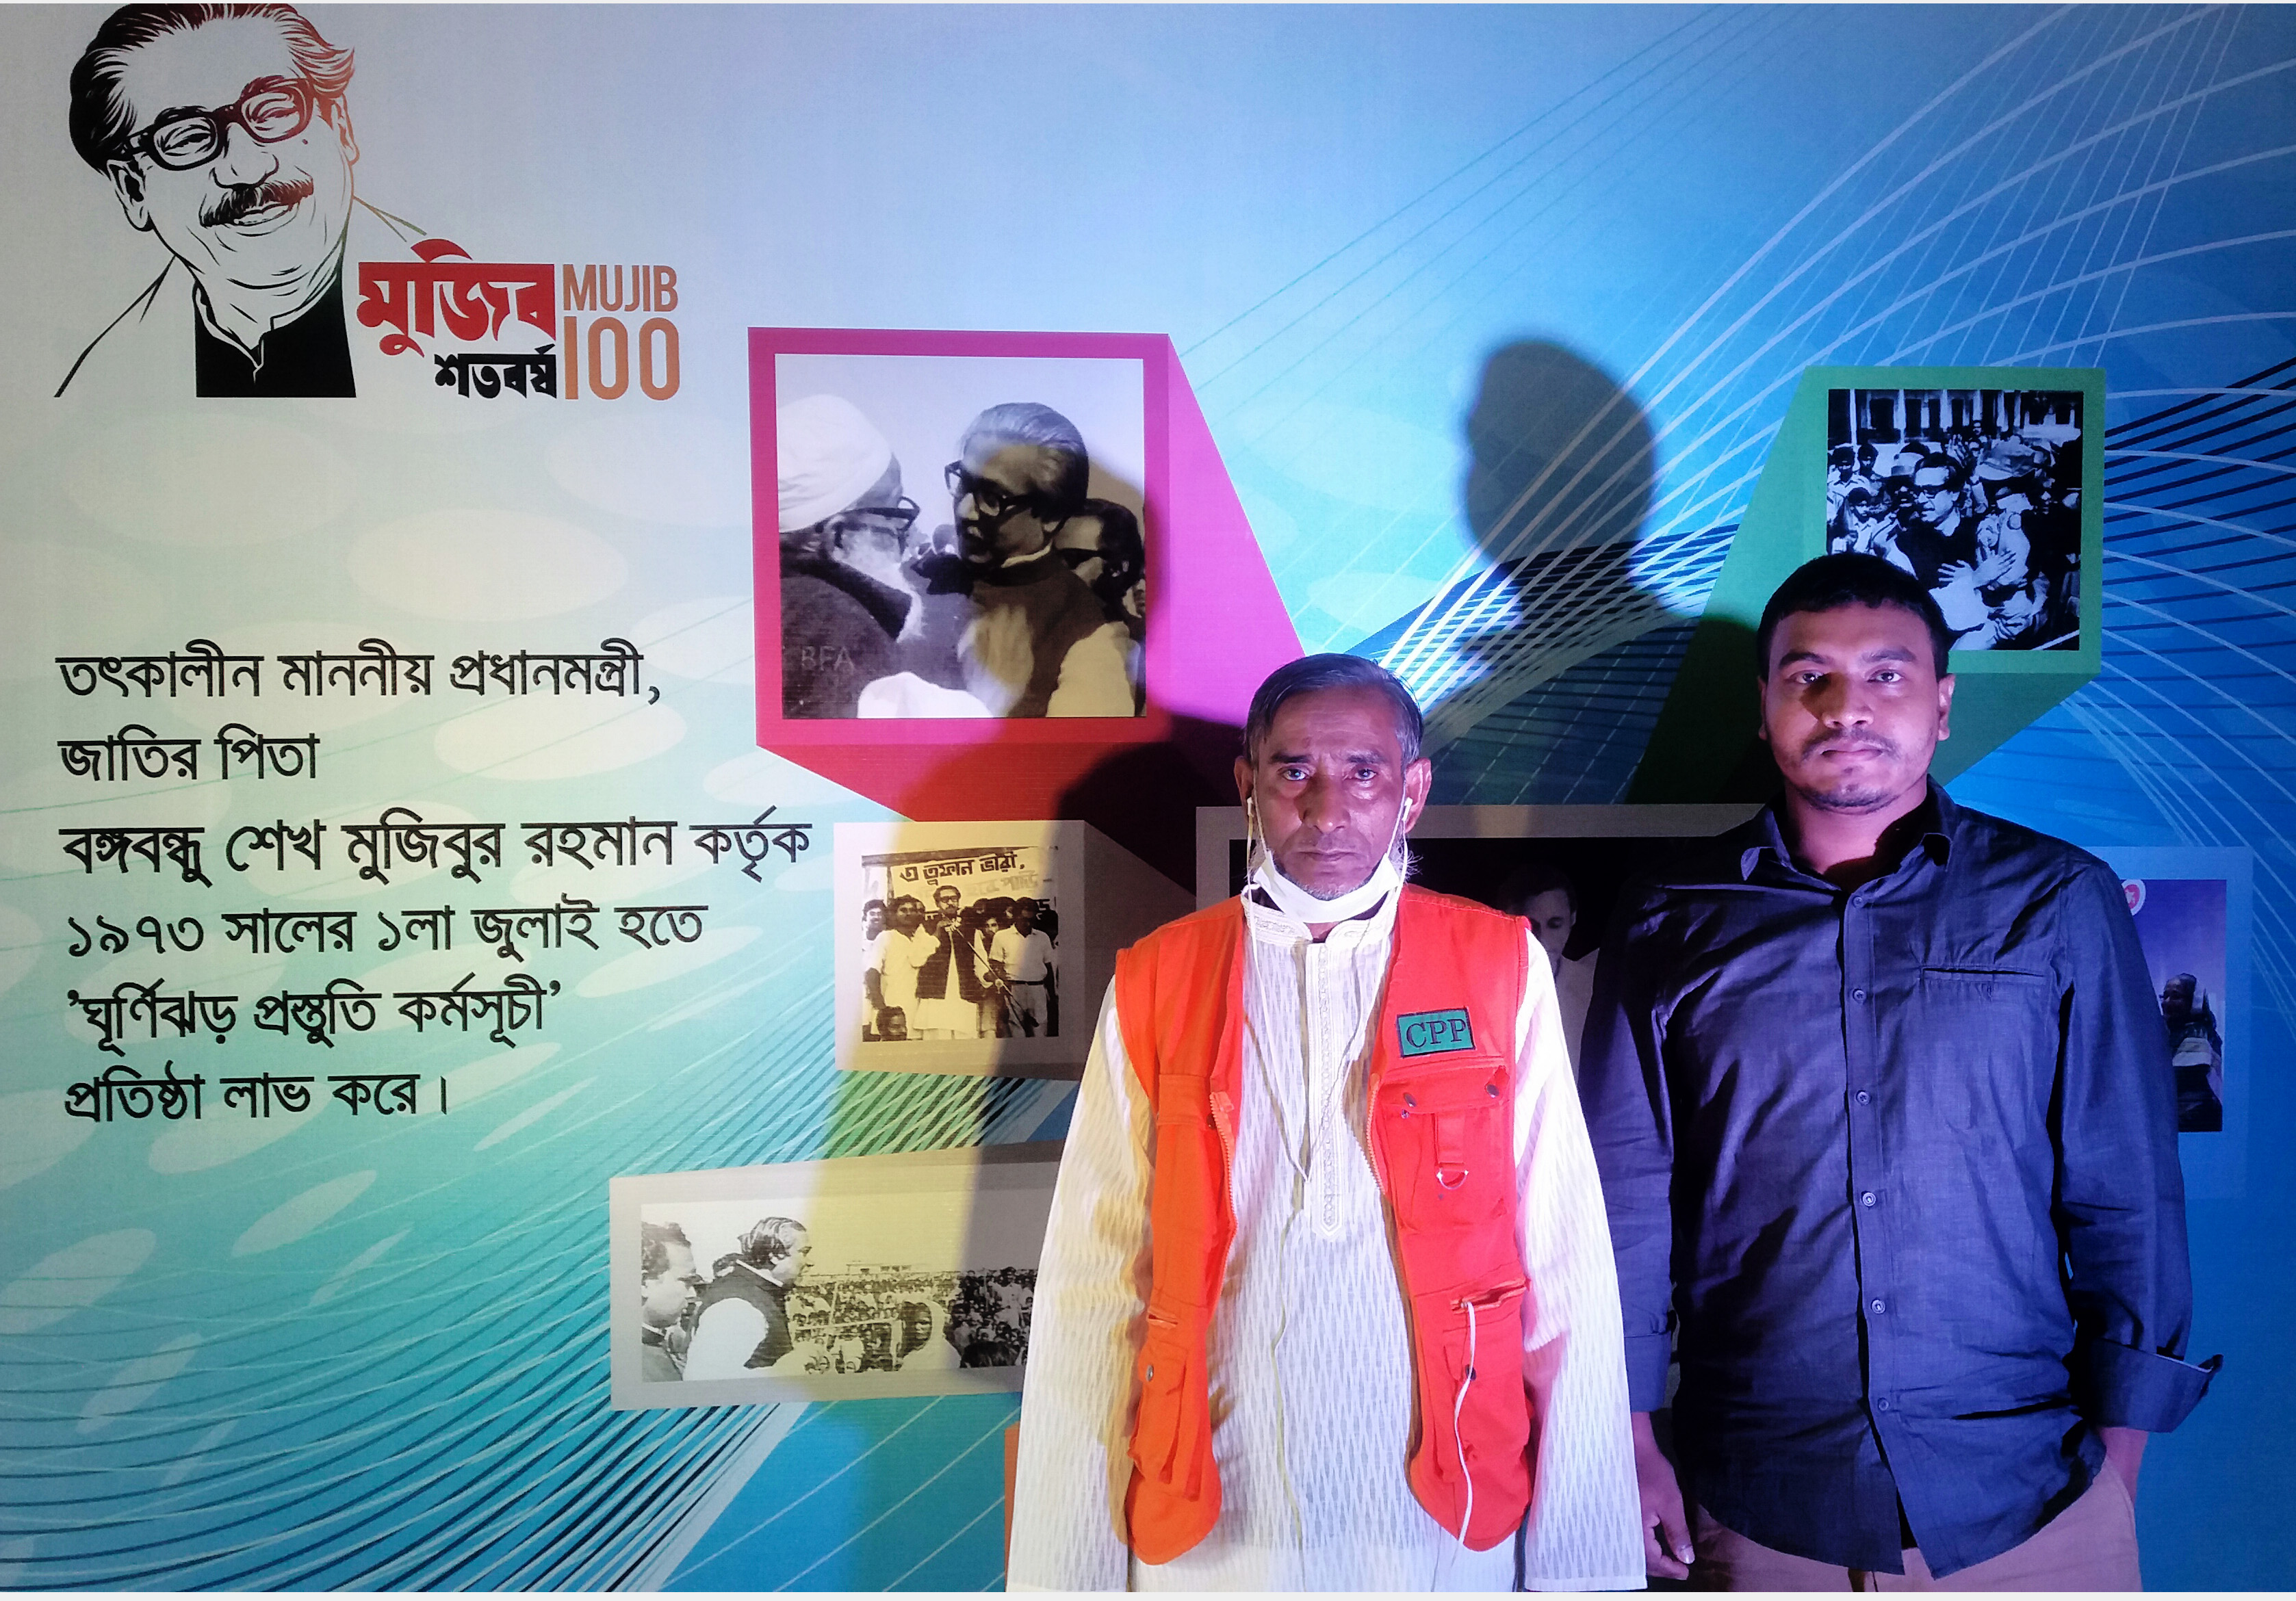 মুজিব
শতবর্ষ
MUJIB
100
তৎকালীন মাননীয় প্রধানমন্ত্রী,
জাতির পিতা
বঙ্গবন্ধু শেখ মুজিবুর রহমান কর্তৃক
১৯৭৩ সালের ১লা জুলাই হতে
'ঘূর্ণিঝড় প্রস্তুতি কর্মসূচী'
প্রতিষ্ঠা লাভ করে।
BFA
এ তুফান ভারী,
পাড়ি
CPP